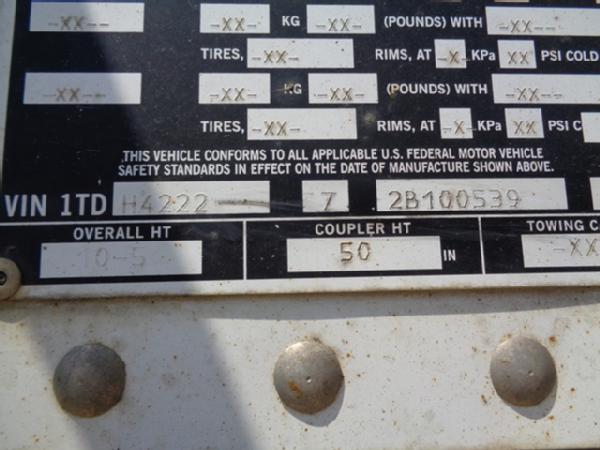 -XX-- -XX- KG -XX- (POUNDS) WITH -XX--
TIRES, -XX- RIMS, AT -X- KPa XX PSI COLD
-XX-- -XX- KG -XX- (POUNDS) WITH -XX--
TIRES, -XX- RIMS, AT -X- KPa XX PSI C
THIS VEHICLE CONFORMS TO ALL APPLICABLE U.S. FEDERAL MOTOR VEHICLE
SAFETY STANDARDS IN EFFECT ON THE DATE OF MANUFACTURE SHOWN ABOVE.
VIN 1TD H4222 7 2B100539
OVERALL HT COUPLER HT TOWING C
10-5 50 IN -XX